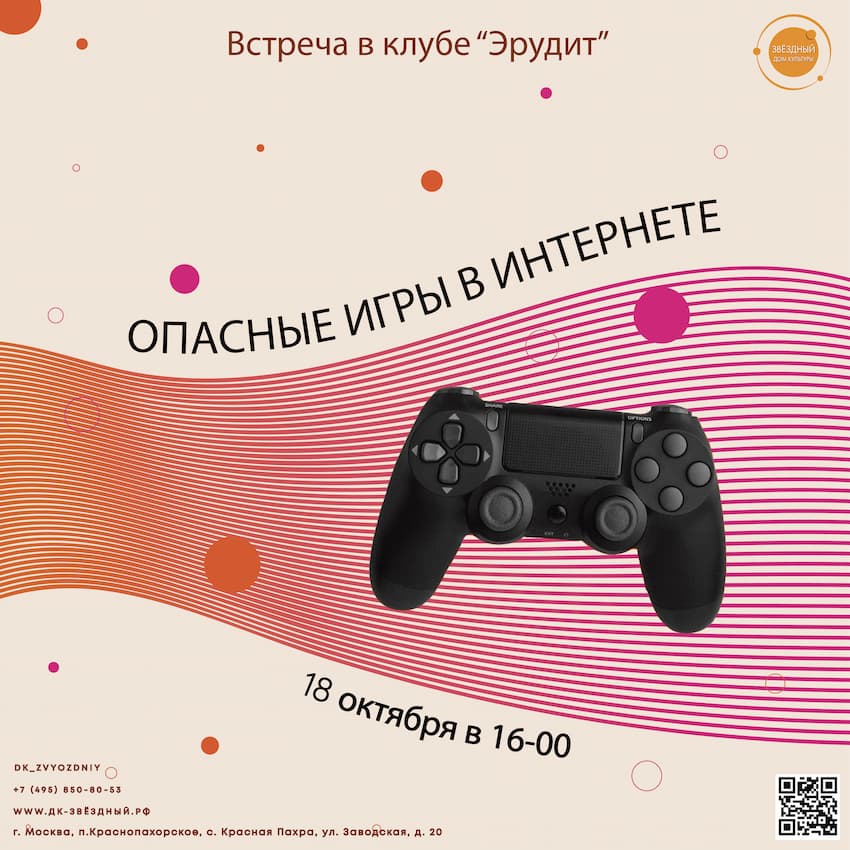 Встреча в клубе “Эрудит”
ЗВЁЗДНЫЙ
ДОМ КУЛЬТУРЫ
ОПАСНЫЕ ИГРЫ В ИНТЕРНЕТЕ
SHARE
OPTIONS
EXT
18 октября в 16-00
DK_ZVYOZDNIY
+7 (495) 850-80-53
WWW.ДК-ЗВЁЗДНЫЙ.РФ
г. Москва, п.Краснопахорское, с. Красная Пахра, ул. Заводская, д. 20